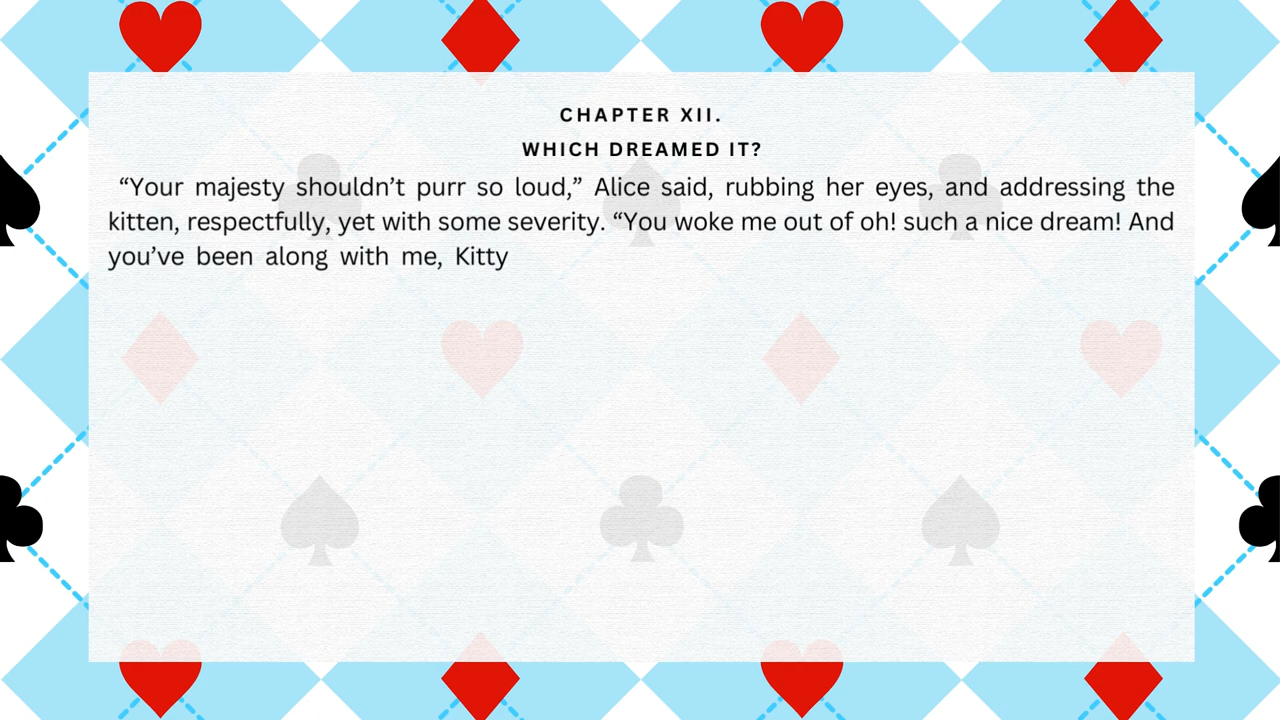 CHAPTER XII.
WHICH DREAMED IT?
“Your majesty shouldn’t purr so loud,” Alice said, rubbing her eyes, and addressing the
kitten, respectfully, yet with some severity. “You woke me out of oh! such a nice dream! And
you’ve been along with me, Kitty